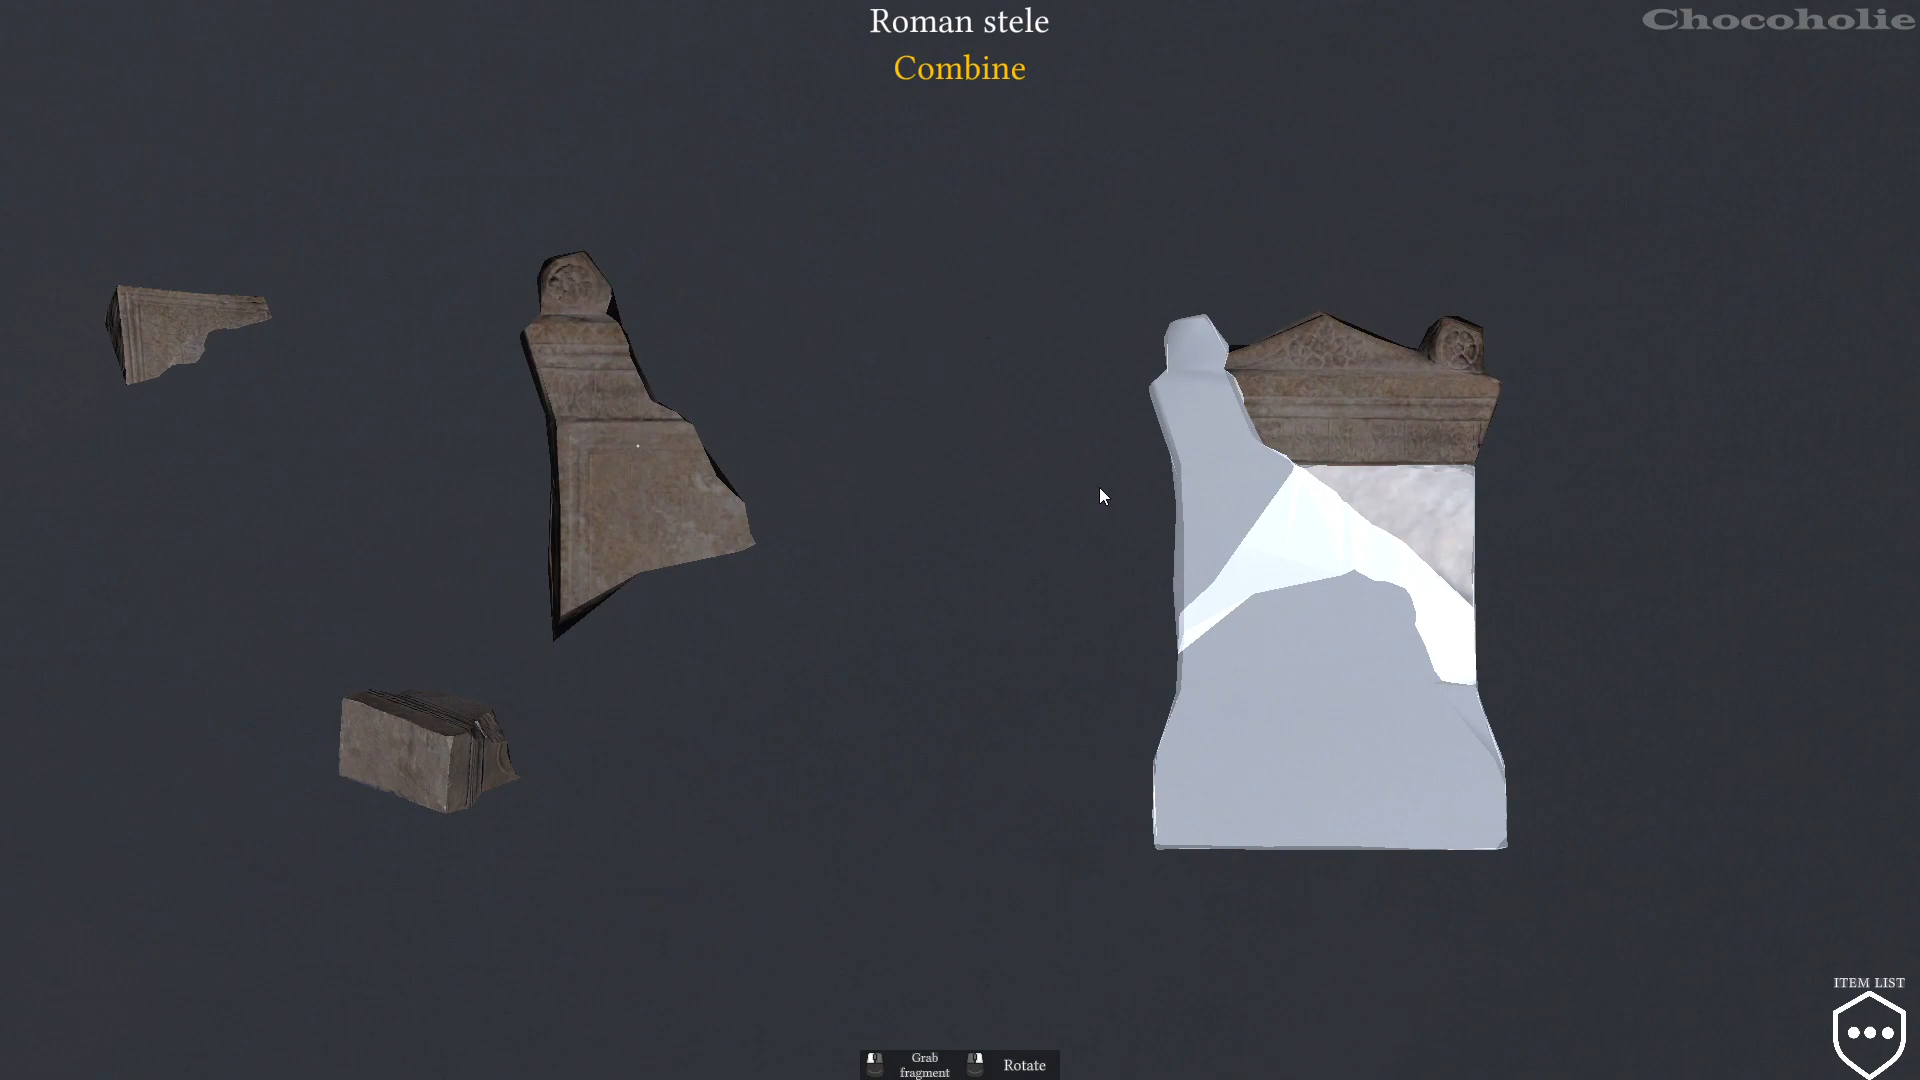 Roman stele
Chocoholie
Combine
ITEM LIST
Grab
fragment
Rotate